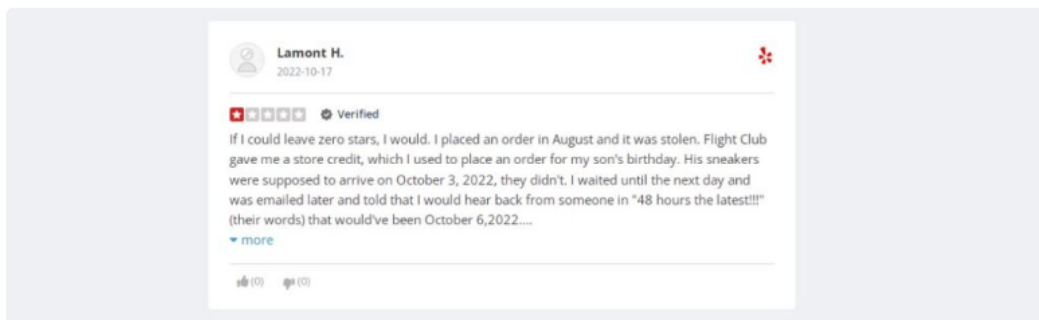 Lamont H.
2022-10-17
Verified
If I could leave zero stars, I would. I placed an order in August and it was stolen. Flight Club
gave me a store credit, which I used to place an order for my son's birthday. His sneakers
were supposed to arrive on October 3, 2022, they didn't. I waited until the next day and
was emailed later and told that I would hear back from someone in "48 hours the latest!!!"
(their words) that would've been October 6,2022....
more
(0) (0)